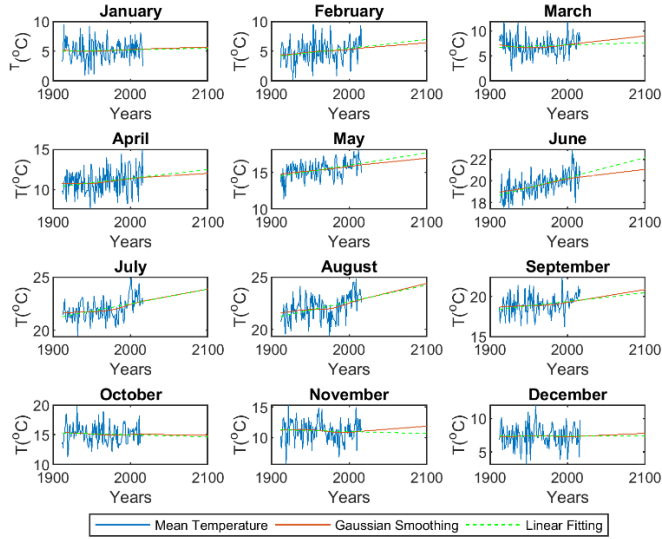 January February March
10 10 10
T(°C) 5 T(°C) 5 T(°C) 5
0 0 0
1900 2000 2100 1900 2000 2100 1900 2000 2100
Years Years Years
April May June
15 15 22
T(°C) 10 T(°C) T(°C) 20
10 18
1900 2000 2100 1900 2000 2100 1900 2000 2100
Years Years Years
July August September
25 25 25
T(°C) T(°C) T(°C) 20
20 20 15
1900 2000 2100 1900 2000 2100 1900 2000 2100
Years Years Years
October November December
20 15 10
T(°C) 15 T(°C) 10 T(°C) 5
10 0
1900 2000 2100 1900 2000 2100 1900 2000 2100
Years Years Years
Mean Temperature Gaussian Smoothing Linear Fitting